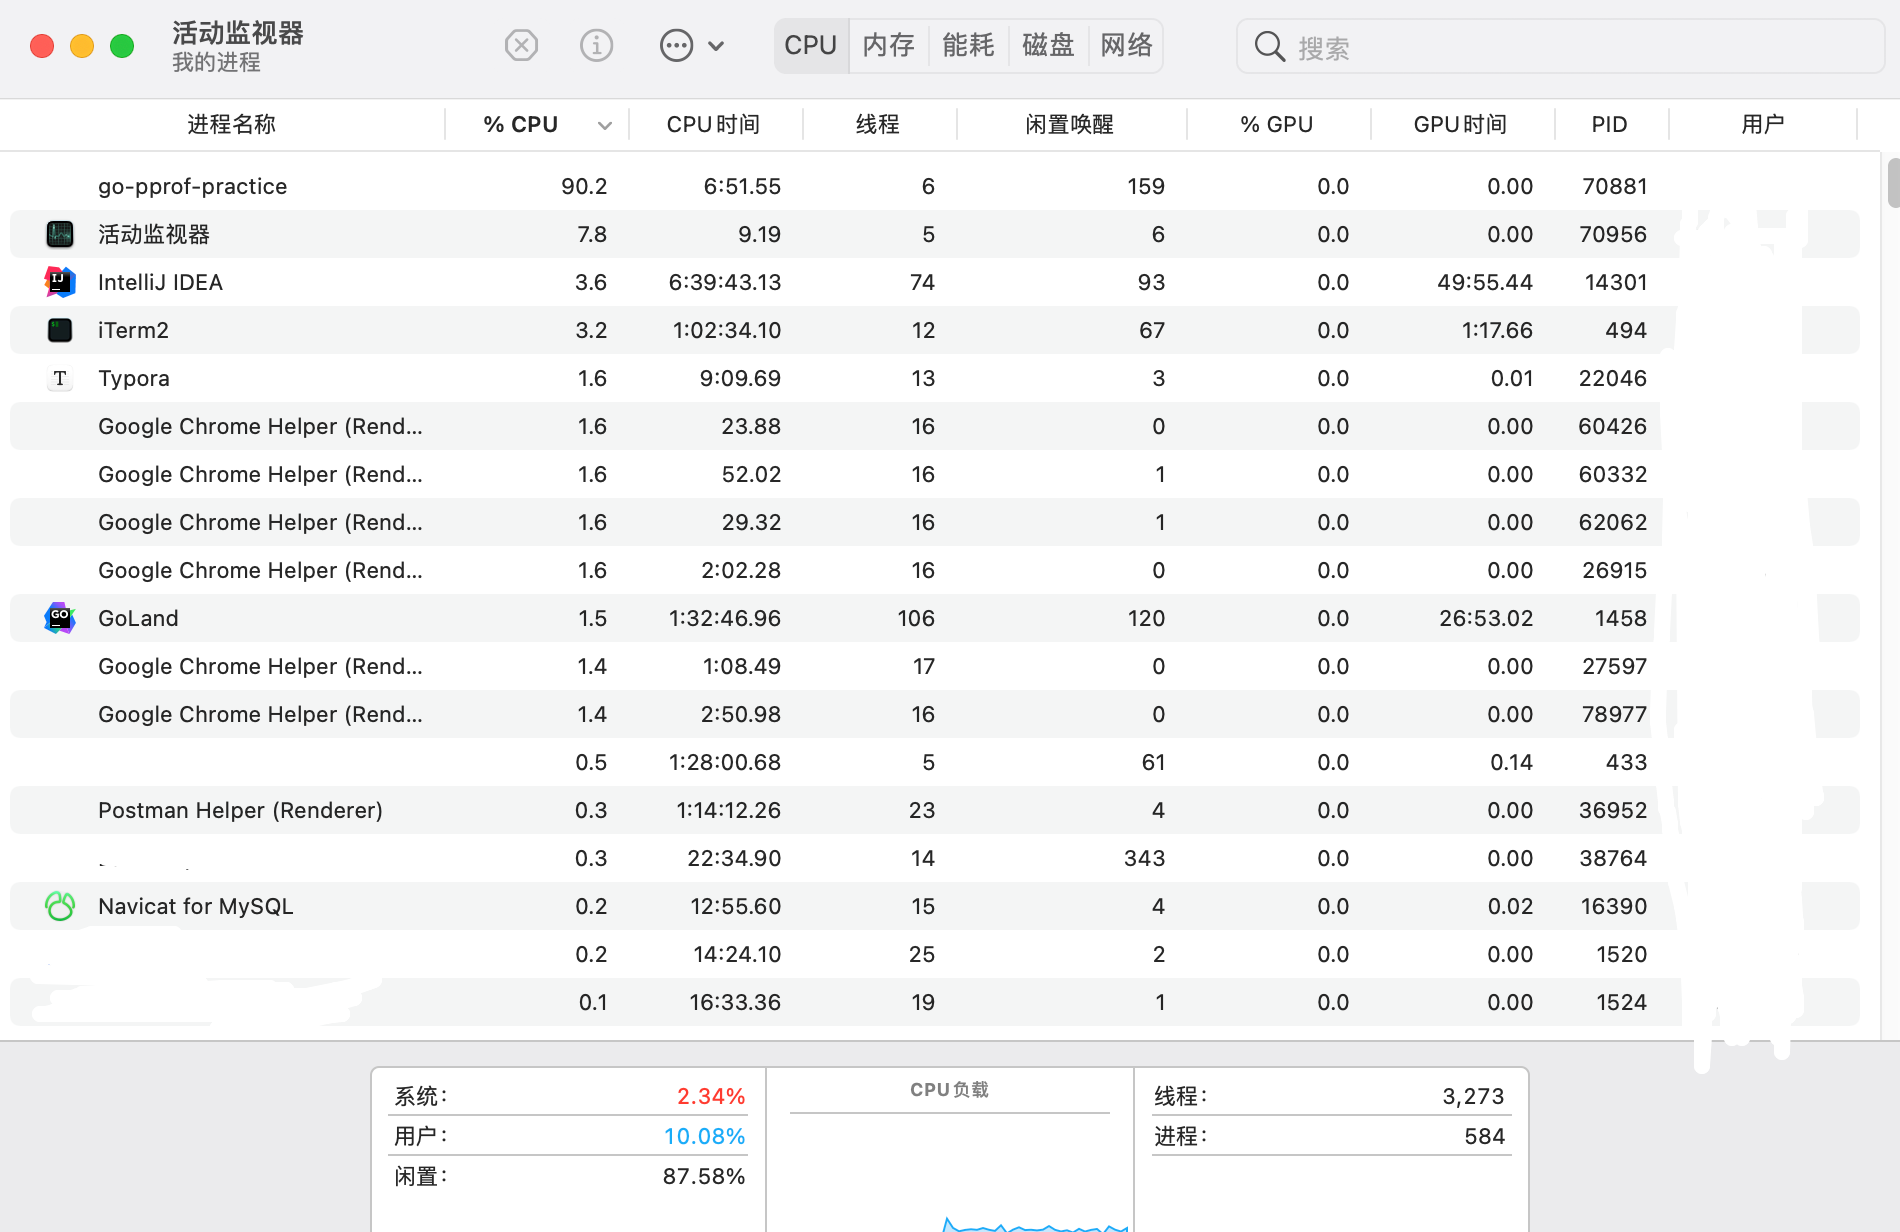 活动监视器
我的进程
CPU 内存 能耗 磁盘 网络 搜索
进程名称 % CPU CPU 时间 线程 闲置唤醒 % GPU GPU 时间 PID 用户
go-pprof-practice 90.2 6:51.55 6 159 0.0 0.00 70881
活动监视器 7.8 9.19 5 6 0.0 0.00 70956
IntelliJ IDEA 3.6 6:39:43.13 74 93 0.0 49:55.44 14301
iTerm2 3.2 1:02:34.10 12 67 0.0 1:17.66 494
Typora 1.6 9:09.69 13 3 0.0 0.01 22046
Google Chrome Helper (Rend... 1.6 23.88 16 0 0.0 0.00 60426
Google Chrome Helper (Rend... 1.6 52.02 16 1 0.0 0.00 60332
Google Chrome Helper (Rend... 1.6 29.32 16 1 0.0 0.00 62062
Google Chrome Helper (Rend... 1.6 2:02.28 16 0 0.0 0.00 26915
GoLand 1.5 1:32:46.96 106 120 0.0 26:53.02 1458
Google Chrome Helper (Rend... 1.4 1:08.49 17 0 0.0 0.00 27597
Google Chrome Helper (Rend... 1.4 2:50.98 16 0 0.0 0.00 78977
0.5 1:28:00.68 5 61 0.0 0.14 433
Postman Helper (Renderer) 0.3 1:14:12.26 23 4 0.0 0.00 36952
0.3 22:34.90 14 343 0.0 0.00 38764
Navicat for MySQL 0.2 12:55.60 15 4 0.0 0.02 16390
0.2 14:24.10 25 2 0.0 0.00 1520
0.1 16:33.36 19 1 0.0 0.00 1524
系统: 2.34% CPU负载 线程: 3,273
用户: 10.08% 进程: 584
闲置: 87.58%